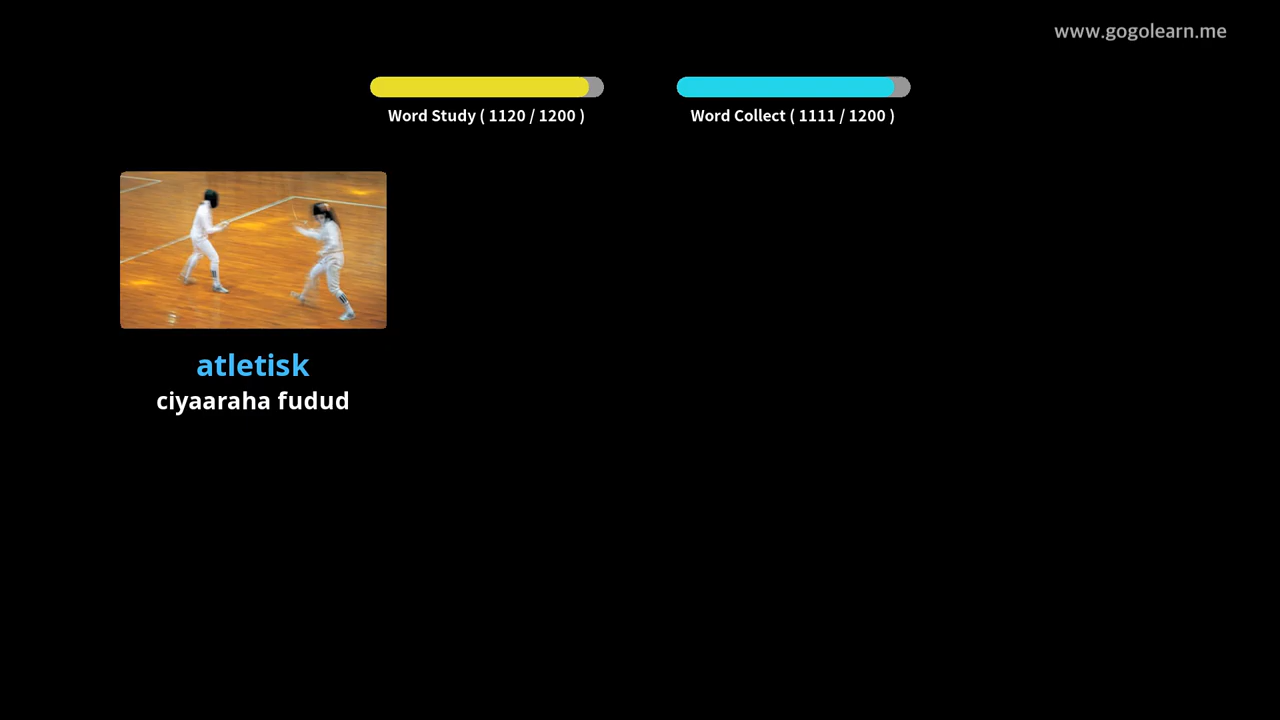 www.gogolearn.me
Word Study ( 1120 / 1200 )
Word Collect ( 1111 / 1200 )
atletisk
ciyaaraha fudud